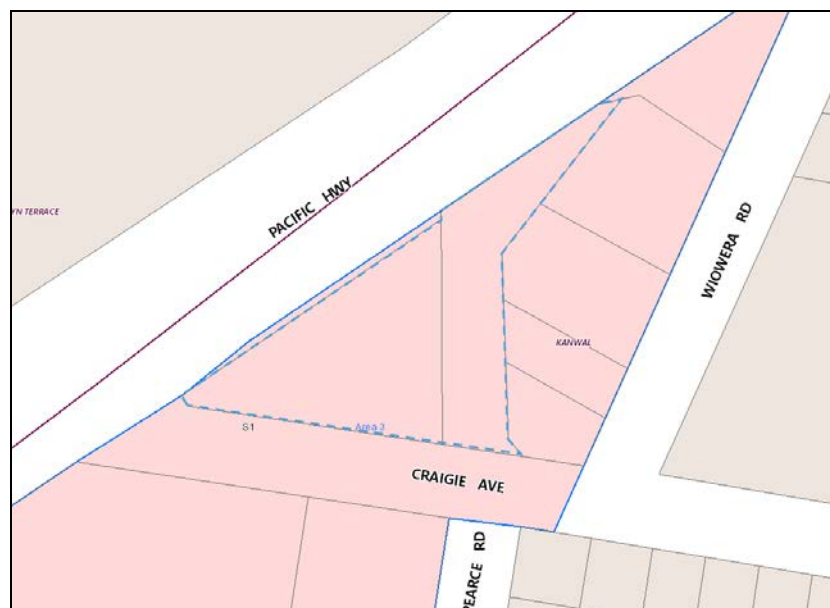 PACIFIC HWY
YN TERRACE
WIOWERA RD
KANWAL
S1
Area 3
CRAIGIE AVE
PEARCE RD